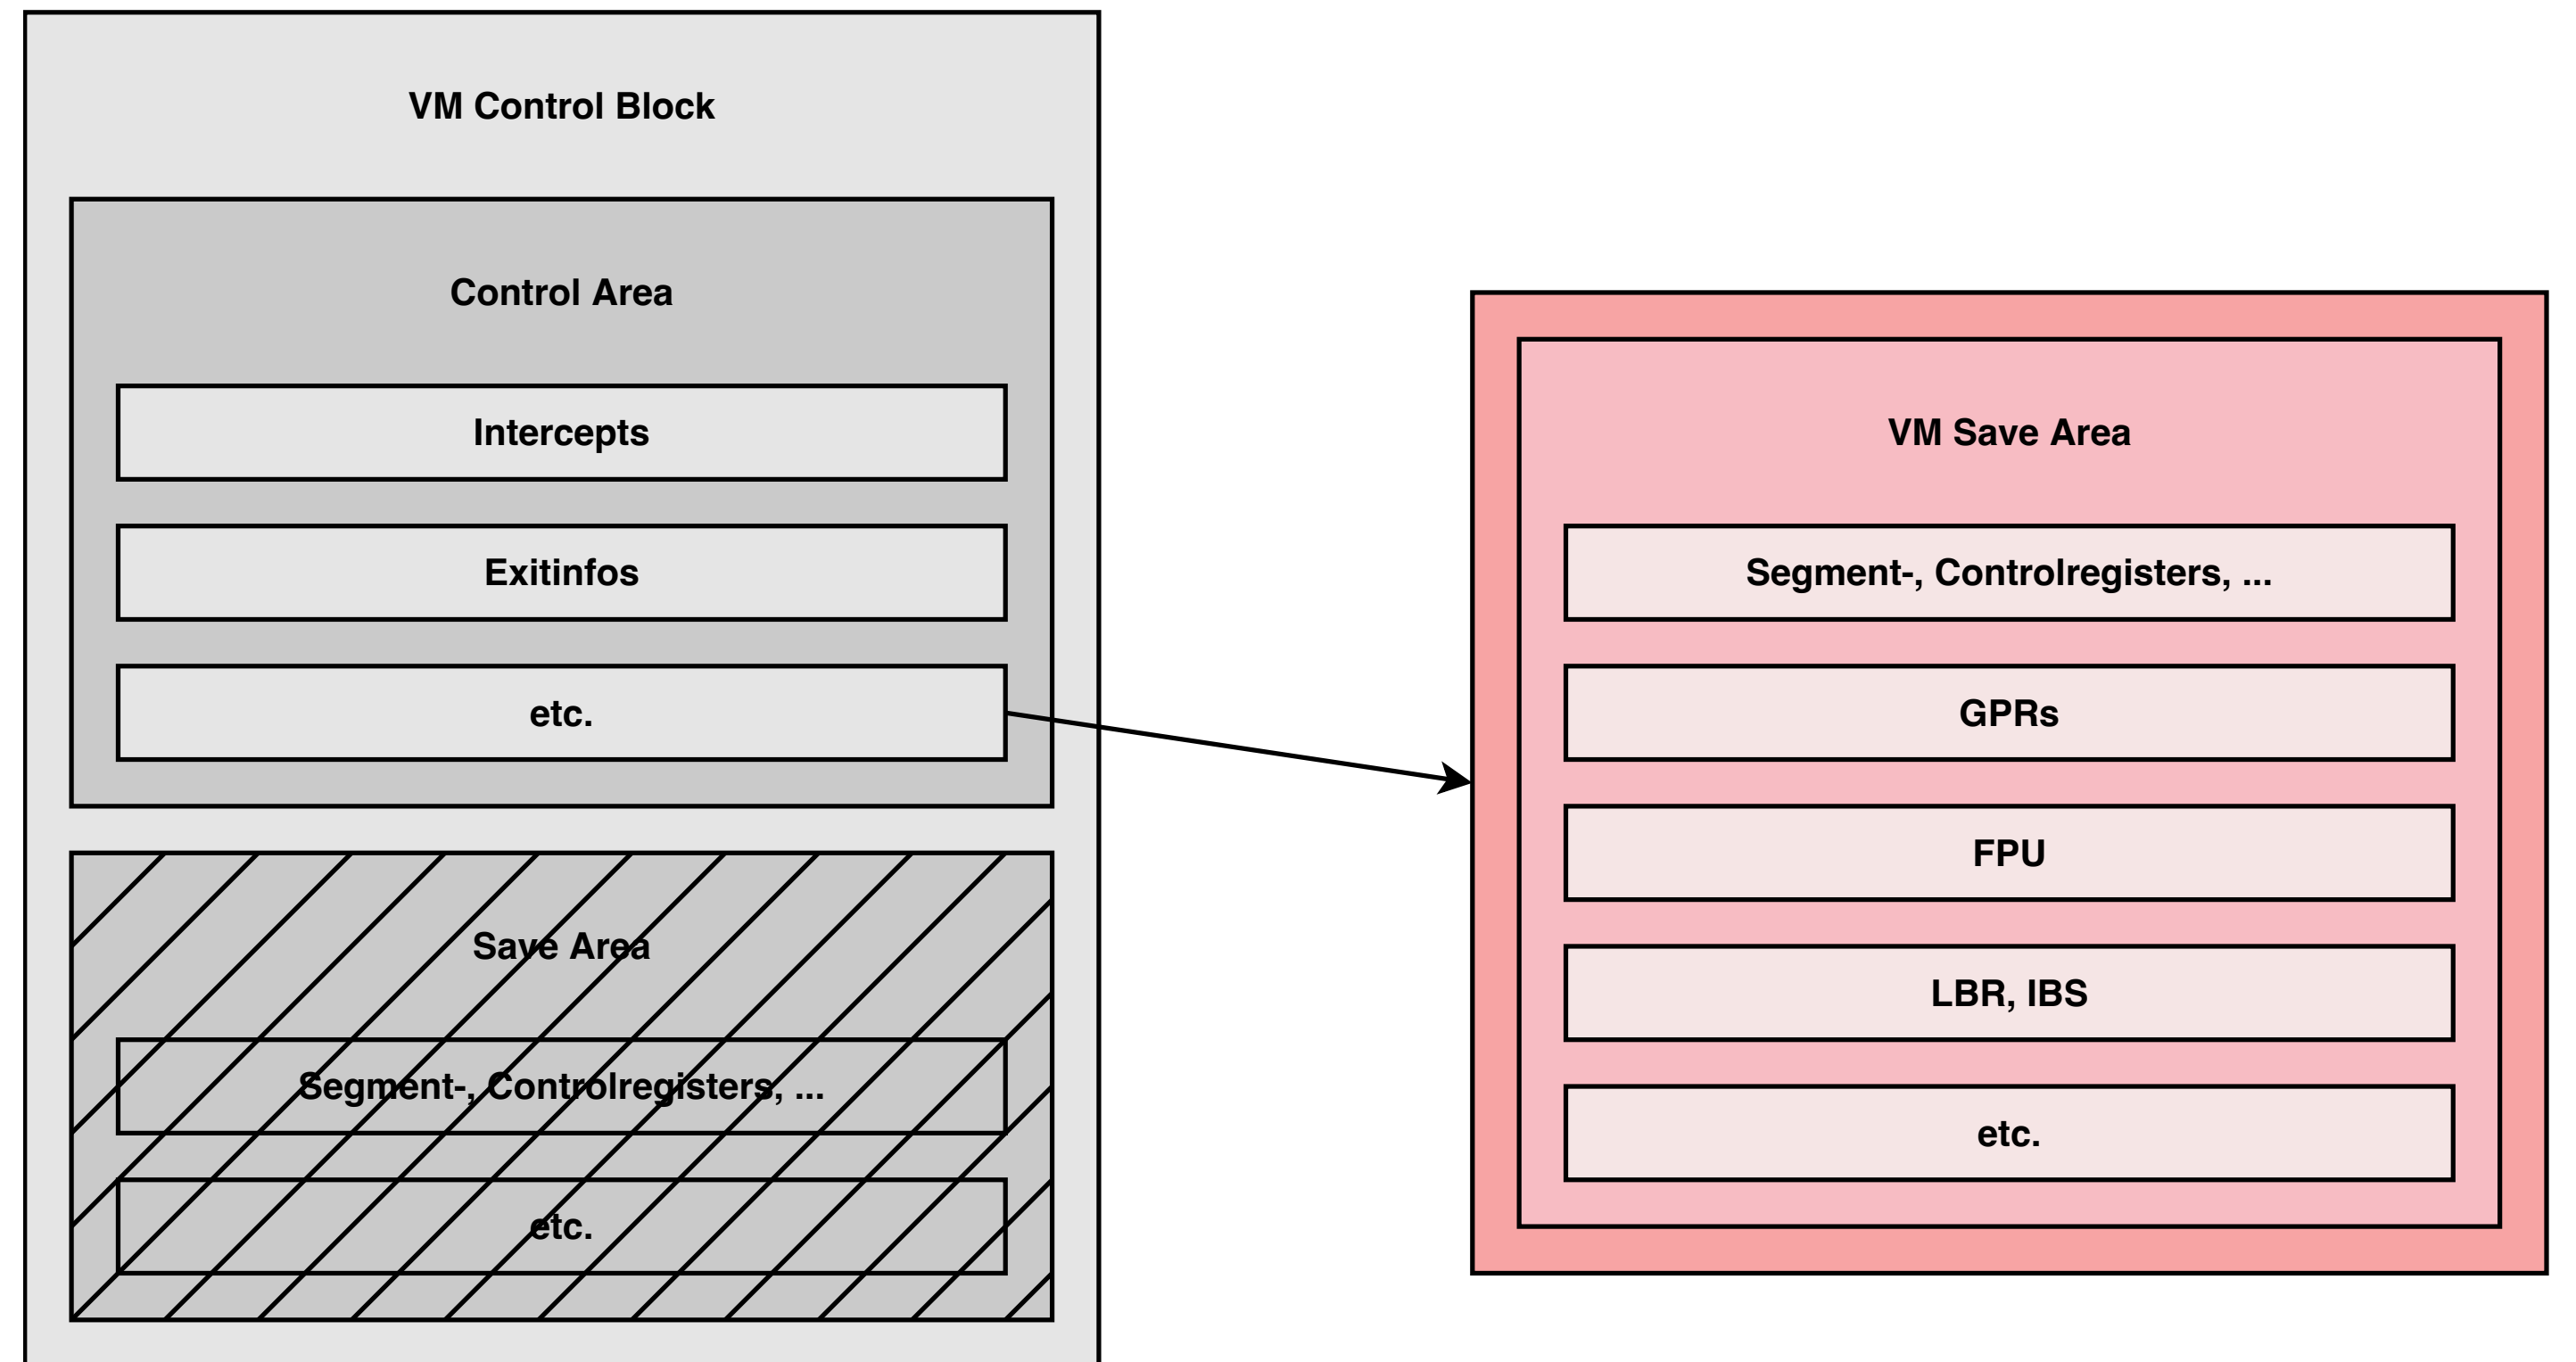 VM Control Block
Control Area
Intercepts
Exitinfos
etc.
Save Area
Segment-, Controlregisters, ...
etc.
VM Save Area
Segment-, Controlregisters, ...
GPRs
FPU
LBR, IBS
etc.